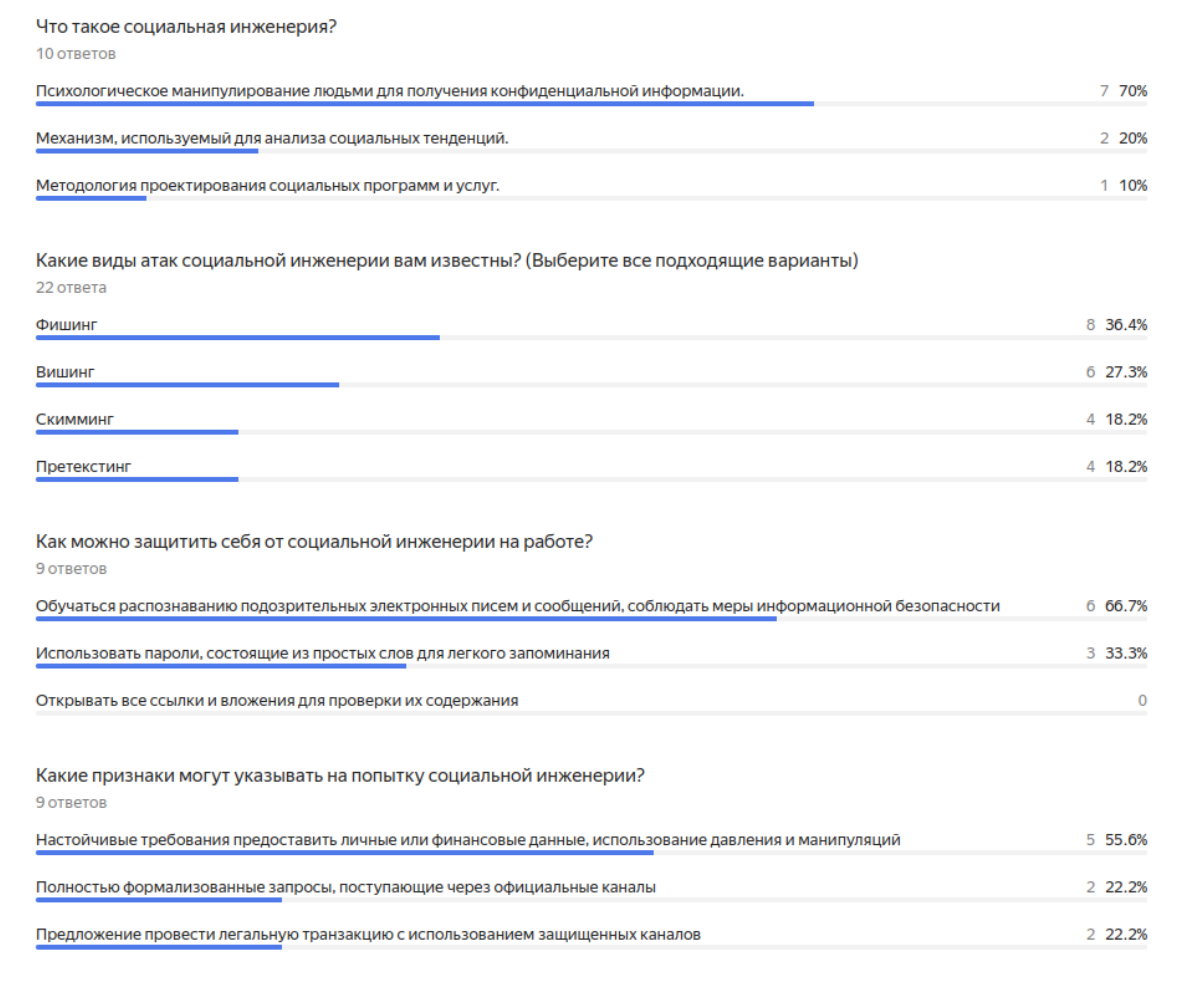 Что такое социальная инженерия?
10 ответов
Психологическое манипулирование людьми для получения конфиденциальной информации. 7 70%
Механизм, используемый для анализа социальных тенденций. 2 20%
Методология проектирования социальных программ и услуг. 1 10%
Какие виды атак социальной инженерии вам известны? (Выберите все подходящие варианты)
22 ответа
Фишинг 8 36.4%
Вишинг 6 27.3%
Скимминг 4 18.2%
Претекстинг 4 18.2%
Как можно защитить себя от социальной инженерии на работе?
9 ответов
Обучаться распознаванию подозрительных электронных писем и сообщений, соблюдать меры информационной безопасности 6 66.7%
Использовать пароли, состоящие из простых слов для легкого запоминания 3 33.3%
Открывать все ссылки и вложения для проверки их содержания 0
Какие признаки могут указывать на попытку социальной инженерии?
9 ответов
Настойчивые требования предоставить личные или финансовые данные, использование давления и манипуляций 5 55.6%
Полностью формализованные запросы, поступающие через официальные каналы 2 22.2%
Предложение провести легальную транзакцию с использованием защищенных каналов 2 22.2%